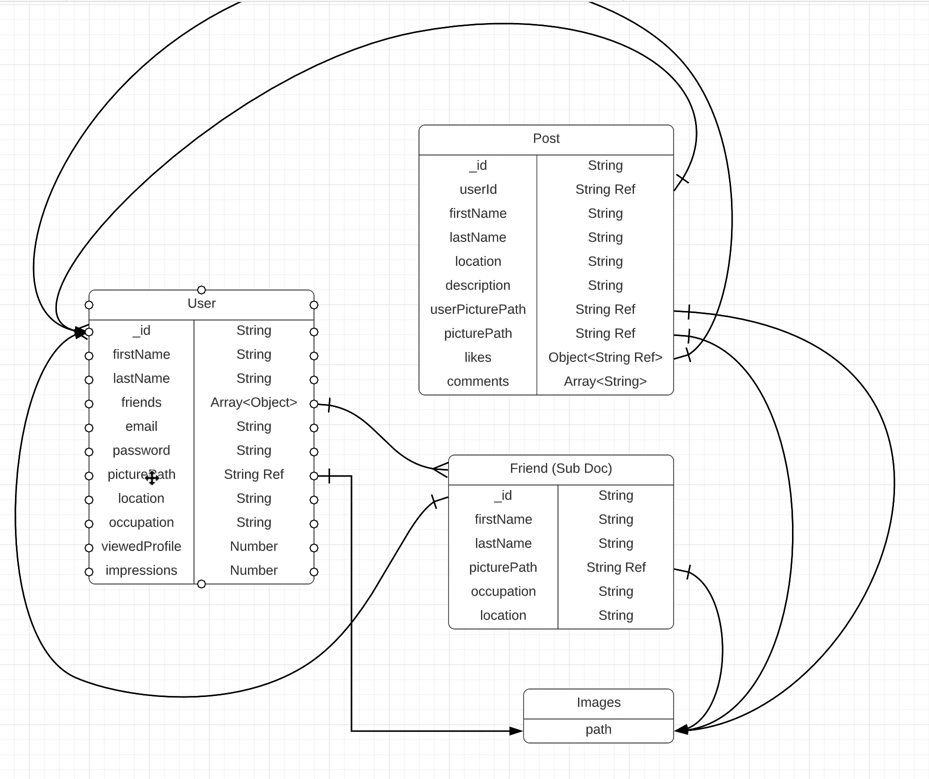 Post
_id String
userId String Ref
firstName String
lastName String
location String
description String
userPicturePath String Ref
picturePath String Ref
likes Object<String Ref>
comments Array<String>
User
_id String
firstName String
lastName String
friends Array<Object>
email String
password String
picturePath String Ref
location String
occupation String
viewedProfile Number
impressions Number
Friend (Sub Doc)
_id String
firstName String
lastName String
picturePath String Ref
occupation String
location String
Images
path